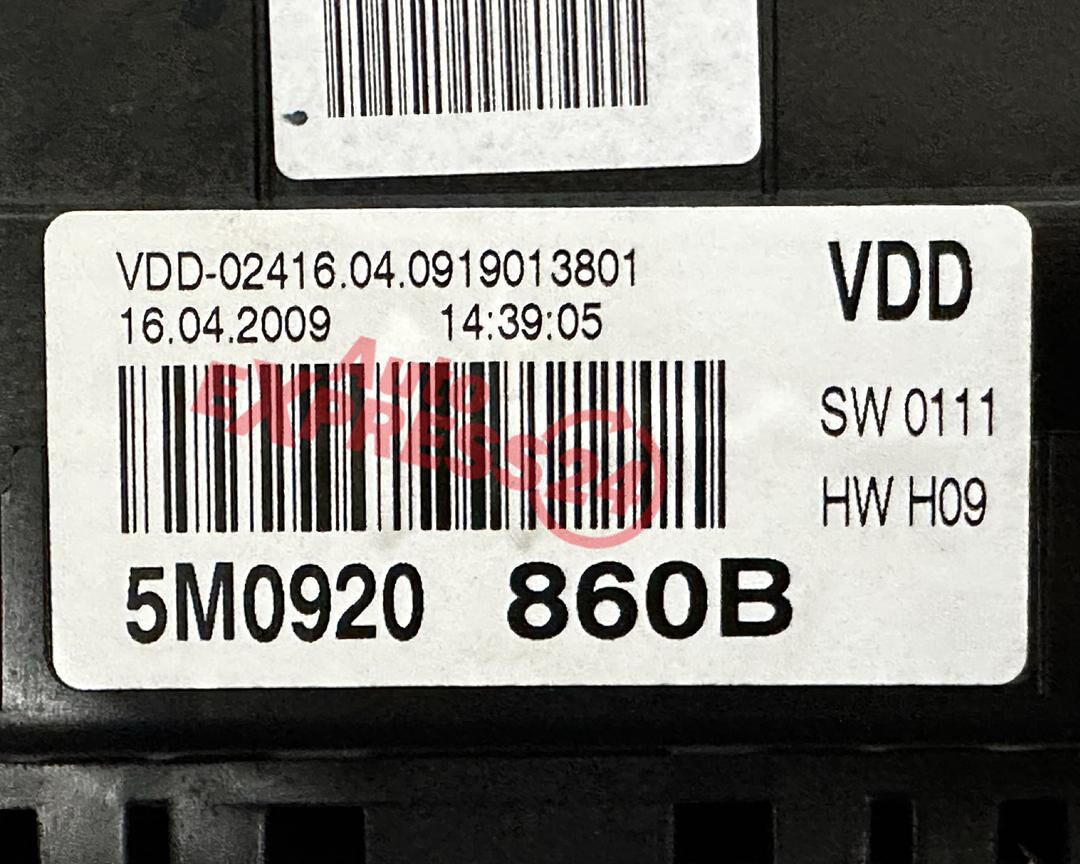 VDD-02416.04.0919013801
16.04.2009 14:39:05
VDD
AUTO
EXPRESS24
SW 0111
HW H09
5M0920 860B